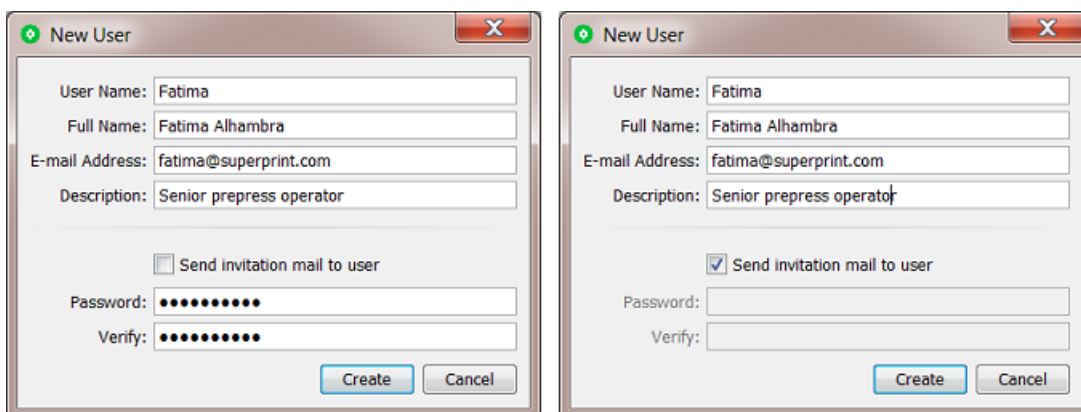 New User
User Name: Fatima
Full Name: Fatima Alhambra
E-mail Address: fatima@superprint.com
Description: Senior prepress operator
Send invitation mail to user
Password: ●●●●●●●●●●
Verify: ●●●●●●●●●●
Create Cancel
New User
User Name: Fatima
Full Name: Fatima Alhambra
E-mail Address: fatima@superprint.com
Description: Senior prepress operator
Send invitation mail to user
Password:
Verify:
Create Cancel